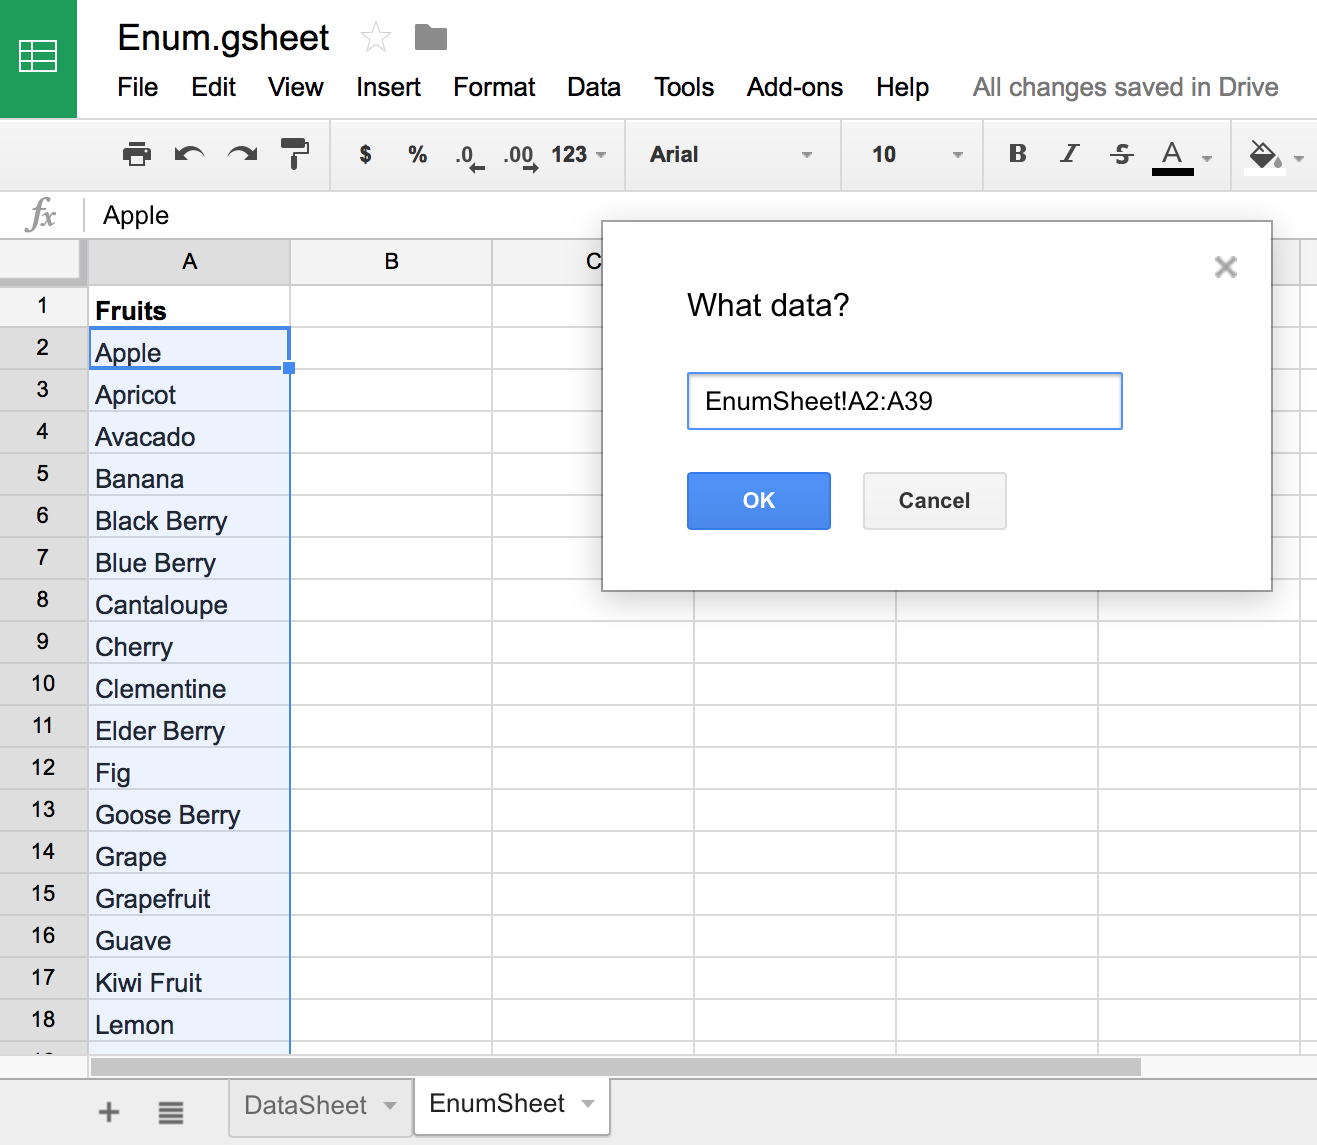 Enum.gsheet
File Edit View Insert Format Data Tools Add-ons Help All changes saved in Drive
$ % .0 .00 123 Arial 10 B I S A
fx Apple
A B C
What data?
EnumSheet!A2:A39
OK Cancel
1 Fruits
2 Apple
3 Apricot
4 Avacado
5 Banana
6 Black Berry
7 Blue Berry
8 Cantaloupe
9 Cherry
10 Clementine
11 Elder Berry
12 Fig
13 Goose Berry
14 Grape
15 Grapefruit
16 Guave
17 Kiwi Fruit
18 Lemon
DataSheet EnumSheet